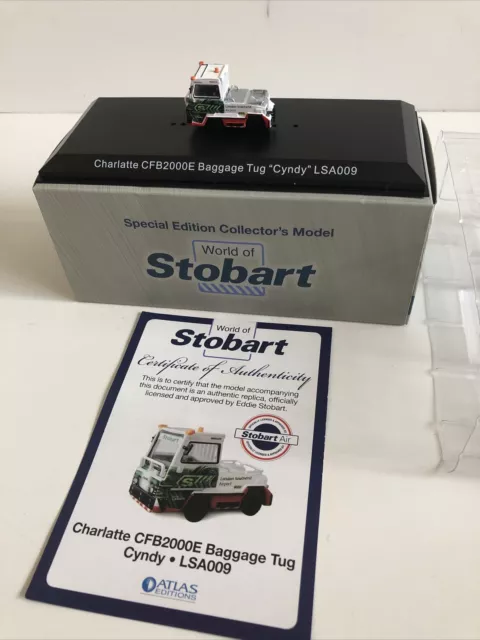 Charlatte CFB2000E Baggage Tug "Cyndy" LSA009
Special Edition Collector's Model
World of
Stobart
World of
Stobart
Certificate of Authenticity
This is to certify that the model accompanying
this document is an authentic replica, officially
licensed and approved by Eddie Stobart.
Stobart Air
Charlatte CFB2000E Baggage Tug
Cyndy • LSA009
ATLAS
EDITIONS